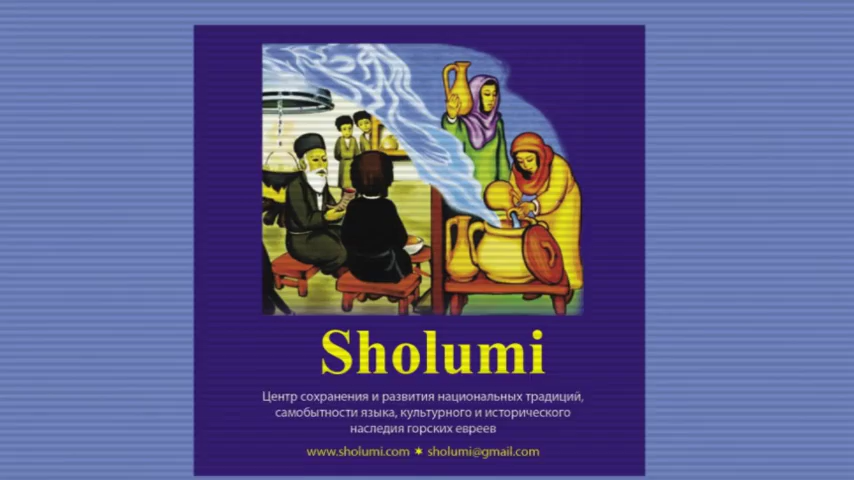 Sholumi
Центр сохранения и развития национальных традиций,
самобытности языка, культурного и исторического
наследия горских евреев
www.sholumi.com ✶ sholumi@gmail.com